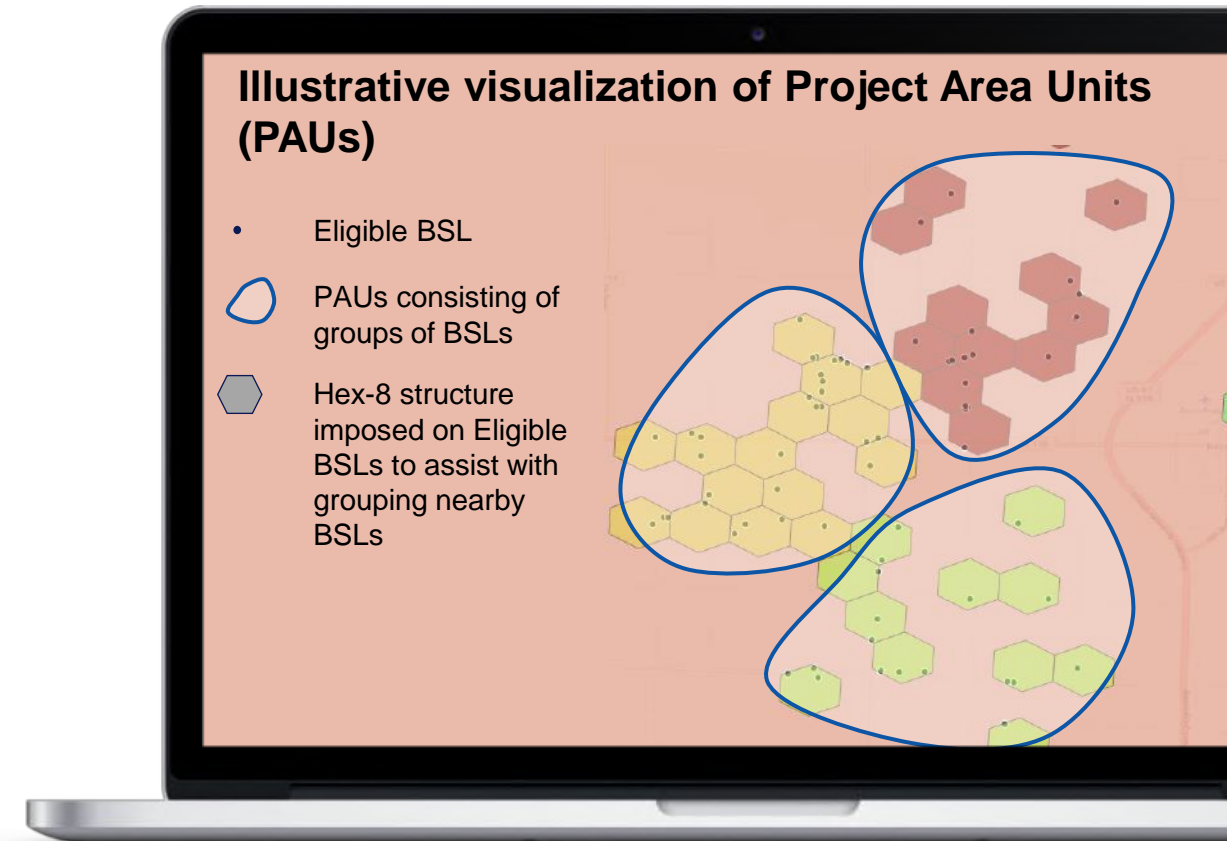 Illustrative visualization of Project Area Units
(PAUs)
Eligible BSL
PAUs consisting of
groups of BSLs
Hex-8 structure
imposed on Eligible
BSLs to assist with
grouping nearby
BSLs